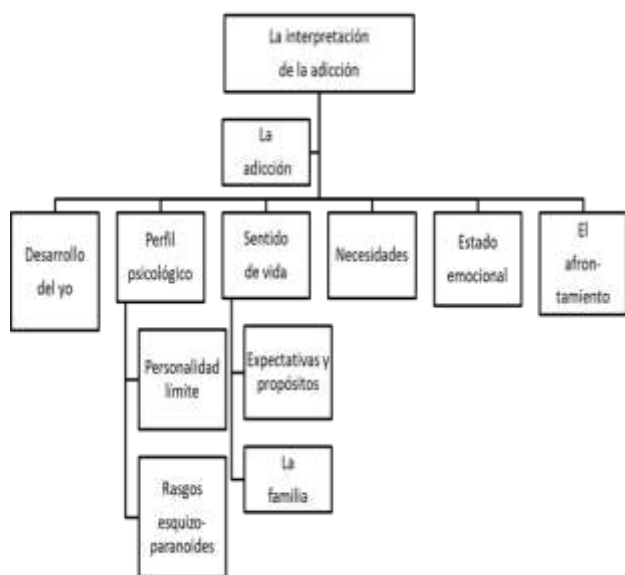 La interpretación
de la adicción
La
adicción
Desarrollo
del yo
Perfil
psicológico
Sentido
de vida
Necesidades
Estado
emocional
El
afron-
tamiento
Personalidad
limite
Expectativas y
propósitos
Rasgos
esquizo-
paranoides
La
familia